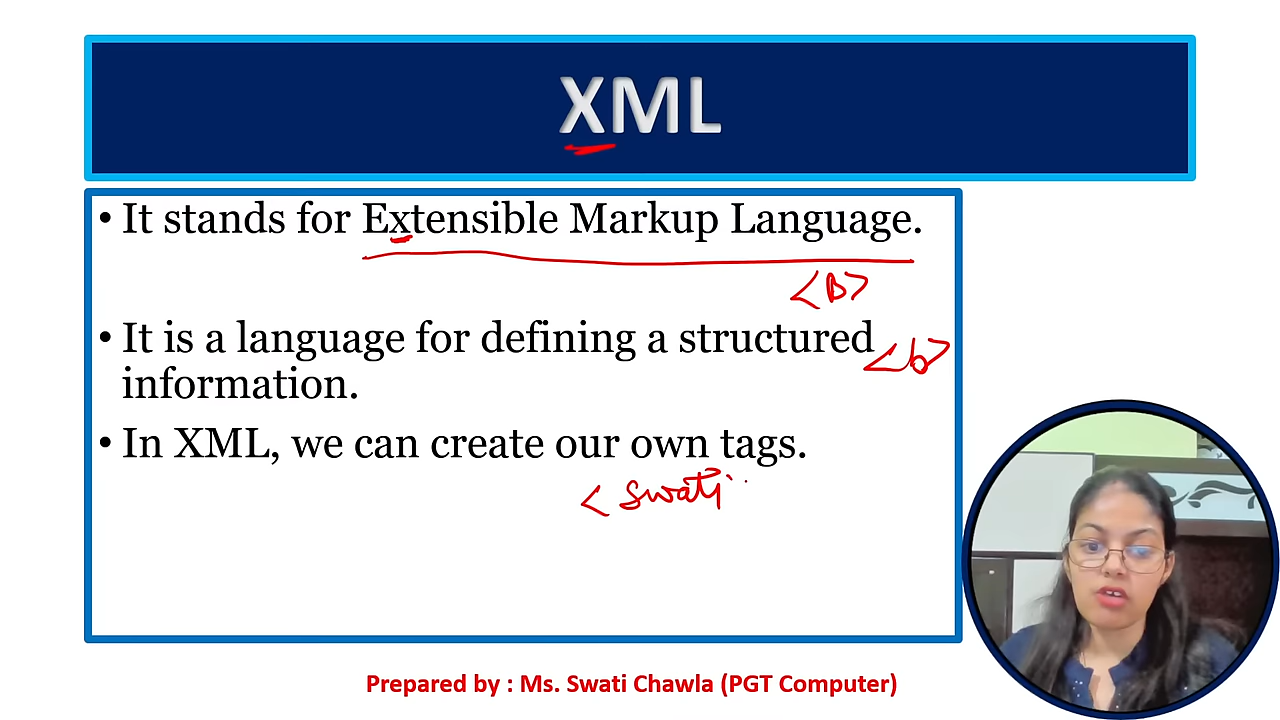 XML
• It stands for Extensible Markup Language.
<B>
• It is a language for defining a structured
<b>
information.
• In XML, we can create our own tags.
< Swati
Prepared by : Ms. Swati Chawla (PGT Computer)